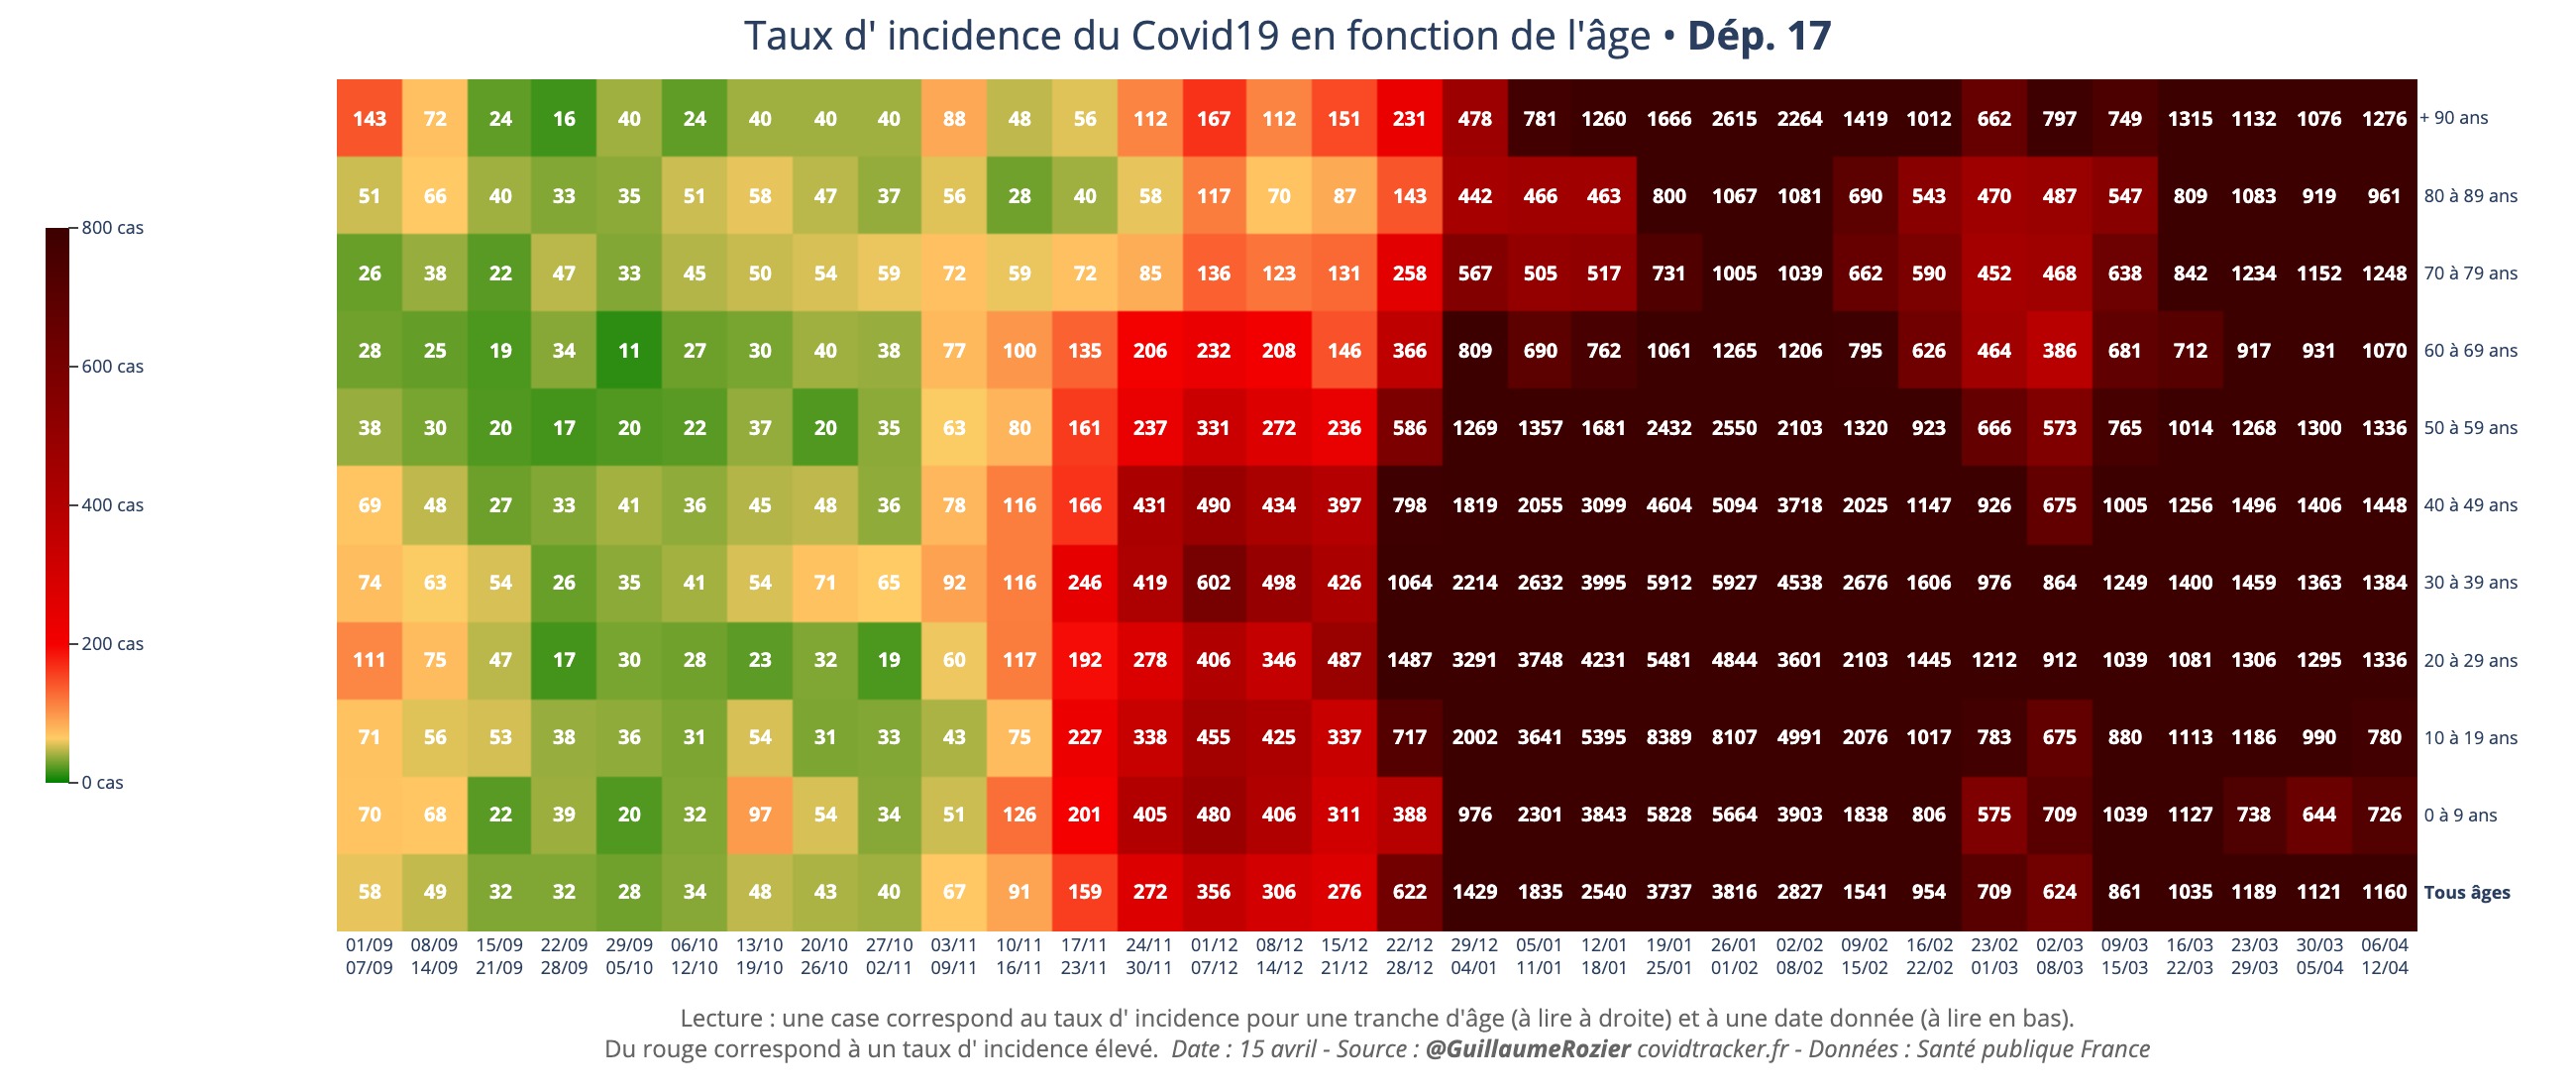 Taux d' incidence du Covid19 en fonction de l'âge • Dép. 17
800 cas
600 cas
400 cas
200 cas
0 cas
143 72 24 16 40 24 40 40 40 88 48 56 112 167 112 151 231 478 781 1260 1666 2615 2264 1419 1012 662 797 749 1315 1132 1076 1276 + 90 ans
51 66 40 33 35 51 58 47 37 56 28 40 58 117 70 87 143 442 466 463 800 1067 1081 690 543 470 487 547 809 1083 919 961 80 à 89 ans
26 38 22 47 33 45 50 54 59 72 59 72 85 136 123 131 258 567 505 517 731 1005 1039 662 590 452 468 638 842 1234 1152 1248 70 à 79 ans
28 25 19 34 11 27 30 40 38 77 100 135 206 232 208 146 366 809 690 762 1061 1265 1206 795 626 464 386 681 712 917 931 1070 60 à 69 ans
38 30 20 17 20 22 37 20 35 63 80 161 237 331 272 236 586 1269 1357 1681 2432 2550 2103 1320 923 666 573 765 1014 1268 1300 1336 50 à 59 ans
69 48 27 33 41 36 45 48 36 78 116 166 431 490 434 397 798 1819 2055 3099 4604 5094 3718 2025 1147 926 675 1005 1256 1496 1406 1448 40 à 49 ans
74 63 54 26 35 41 54 71 65 92 116 246 419 602 498 426 1064 2214 2632 3995 5912 5927 4538 2676 1606 976 864 1249 1400 1459 1363 1384 30 à 39 ans
111 75 47 17 30 28 23 32 19 60 117 192 278 406 346 487 1487 3291 3748 4231 5481 4844 3601 2103 1445 1212 912 1039 1081 1306 1295 1336 20 à 29 ans
71 56 53 38 36 31 54 31 33 43 75 227 338 455 425 337 717 2002 3641 5395 8389 8107 4991 2076 1017 783 675 880 1113 1186 990 780 10 à 19 ans
70 68 22 39 20 32 97 54 34 51 126 201 405 480 406 311 388 976 2301 3843 5828 5664 3903 1838 806 575 709 1039 1127 738 644 726 0 à 9 ans
58 49 32 32 28 34 48 43 40 67 91 159 272 356 306 276 622 1429 1835 2540 3737 3816 2827 1541 954 709 624 861 1035 1189 1121 1160 Tous âges
01/09 08/09 15/09 22/09 29/09 06/10 13/10 20/10 27/10 03/11 10/11 17/11 24/11 01/12 08/12 15/12 22/12 29/12 05/01 12/01 19/01 26/01 02/02 09/02 16/02 23/02 02/03 09/03 16/03 23/03 30/03 06/04
07/09 14/09 21/09 28/09 05/10 12/10 19/10 26/10 02/11 09/11 16/11 23/11 30/11 07/12 14/12 21/12 28/12 04/01 11/01 18/01 25/01 01/02 08/02 15/02 22/02 01/03 08/03 15/03 22/03 29/03 05/04 12/04
Lecture : une case correspond au taux d' incidence pour une tranche d'âge (à lire à droite) et à une date donnée (à lire en bas).
Du rouge correspond à un taux d' incidence élevé. Date : 15 avril - Source : @GuillaumeRozier covidtracker.fr - Données : Santé publique France